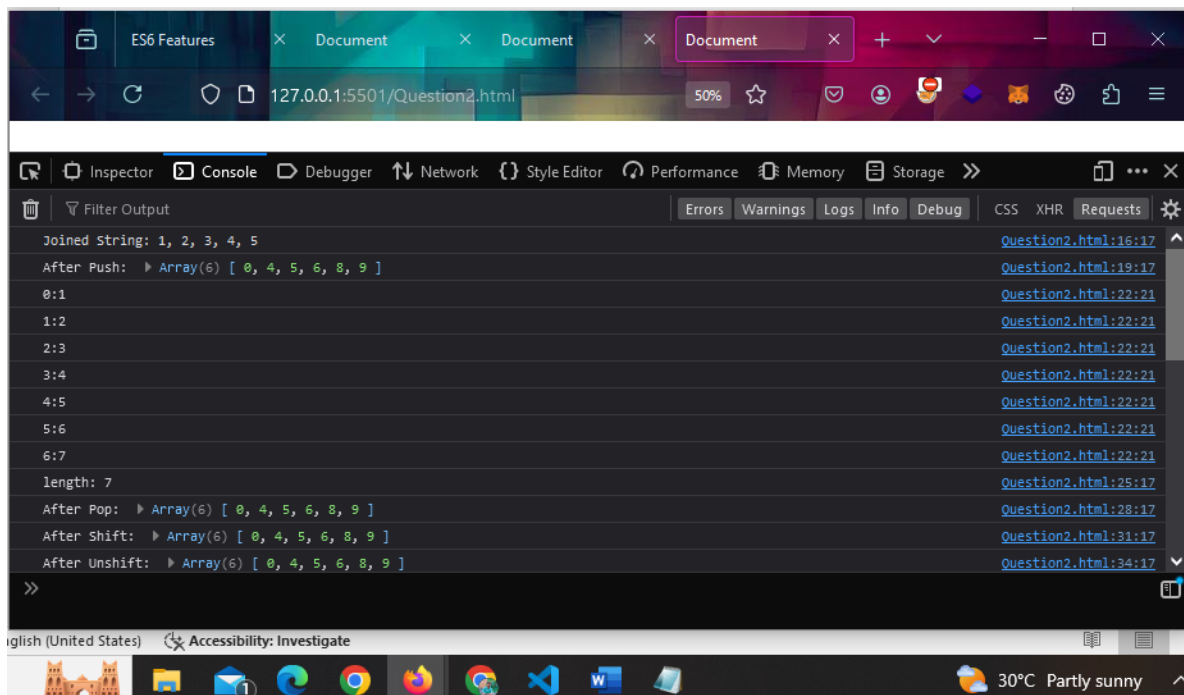 ES6 Features
Document
Document
Document
127.0.0.1:5501/Question2.html
50%
Inspector
Console
Debugger
Network
Style Editor
Performance
Memory
Storage
Filter Output
Errors
Warnings
Logs
Info
Debug
CSS
XHR
Requests
Joined String: 1, 2, 3, 4, 5 Question2.html:16:17
After Push: Array(6) [ 0, 4, 5, 6, 8, 9 ] Question2.html:19:17
0:1 Question2.html:22:21
1:2 Question2.html:22:21
2:3 Question2.html:22:21
3:4 Question2.html:22:21
4:5 Question2.html:22:21
5:6 Question2.html:22:21
6:7 Question2.html:22:21
length: 7 Question2.html:25:17
After Pop: Array(6) [ 0, 4, 5, 6, 8, 9 ] Question2.html:28:17
After Shift: Array(6) [ 0, 4, 5, 6, 8, 9 ] Question2.html:31:17
After Unshift: Array(6) [ 0, 4, 5, 6, 8, 9 ] Question2.html:34:17
nglish (United States)
Accessibility: Investigate
1
30°C Partly sunny